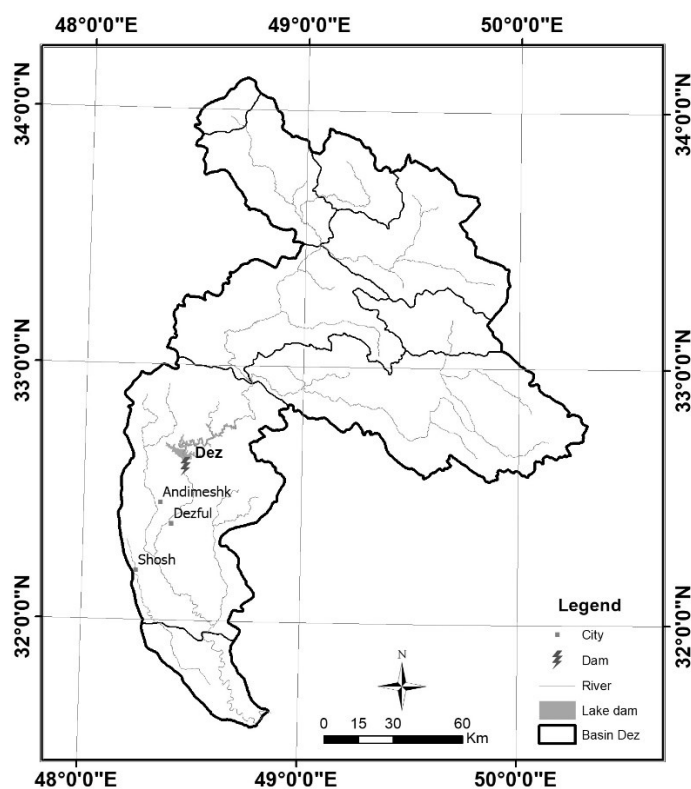 48°0'0"E 49°0'0"E 50°0'0"E
34°0'0"N 34°0'0"N
33°0'0"N 33°0'0"N
Dez
Andimeshk
Dezful
Shosh
32°0'0"N 32°0'0"N
Legend
City
Dam
River
Lake dam
Basin Dez
N
0 15 30 60
Km
48°0'0"E 49°0'0"E 50°0'0"E